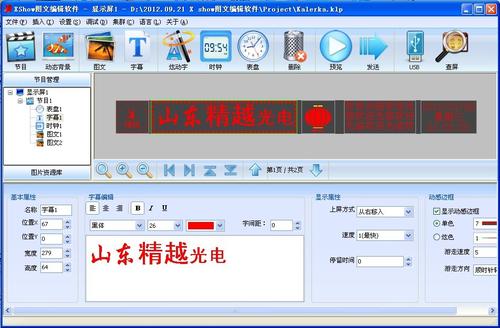 XShow图文编辑软件 - 显示屏1 - D:\2012.09.21 X show图文编辑软件\Project\Kalerka.klp
文件(F) 插入(I) 设置(S) 调试(D) 集群(G) 语言(L) 关于(A)
节目 动态背景 图文 字幕 炫动字 时钟 表盘 删除 预览 发送 USB 查屏
节目管理
显示屏1
节目1
表盘1
字幕1
时钟1
图文1
图文2
图片资源库
山东精越光电
第1页/共2页
基本属性
名称 字幕1
位置X 67
位置Y 0
宽度 279
高度 64
字幕编辑
B I U
黑体 26 字间距: 0
山东精越光电
显示属性
上屏方式 从右移入
速度 1(最快)
停留时间 0
动感边框
显示动感边框
单色 7
炫色 1
游走速度
游走方向 顺时针